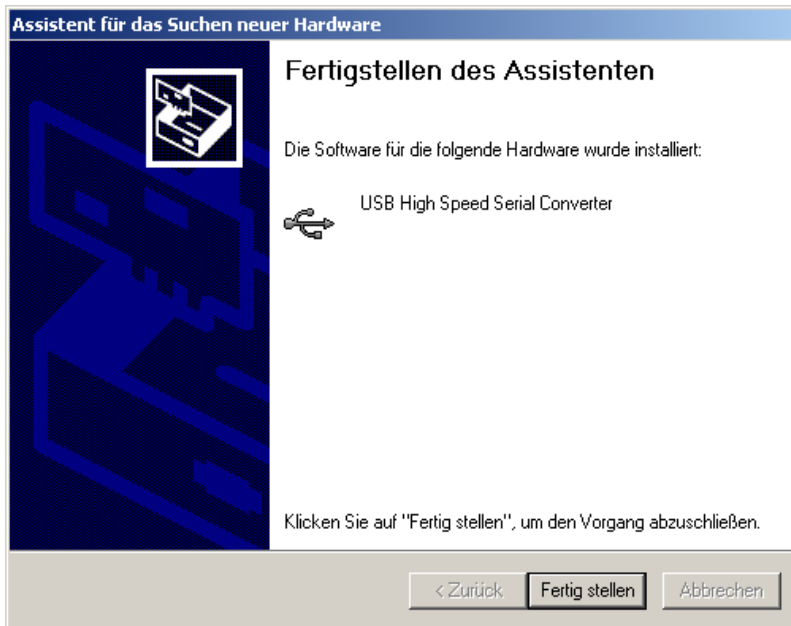 Assistent für das Suchen neuer Hardware
Fertigstellen des Assistenten
Die Software für die folgende Hardware wurde installiert:
USB High Speed Serial Converter
Klicken Sie auf "Fertig stellen", um den Vorgang abzuschließen.
< Zurück Fertig stellen Abbrechen